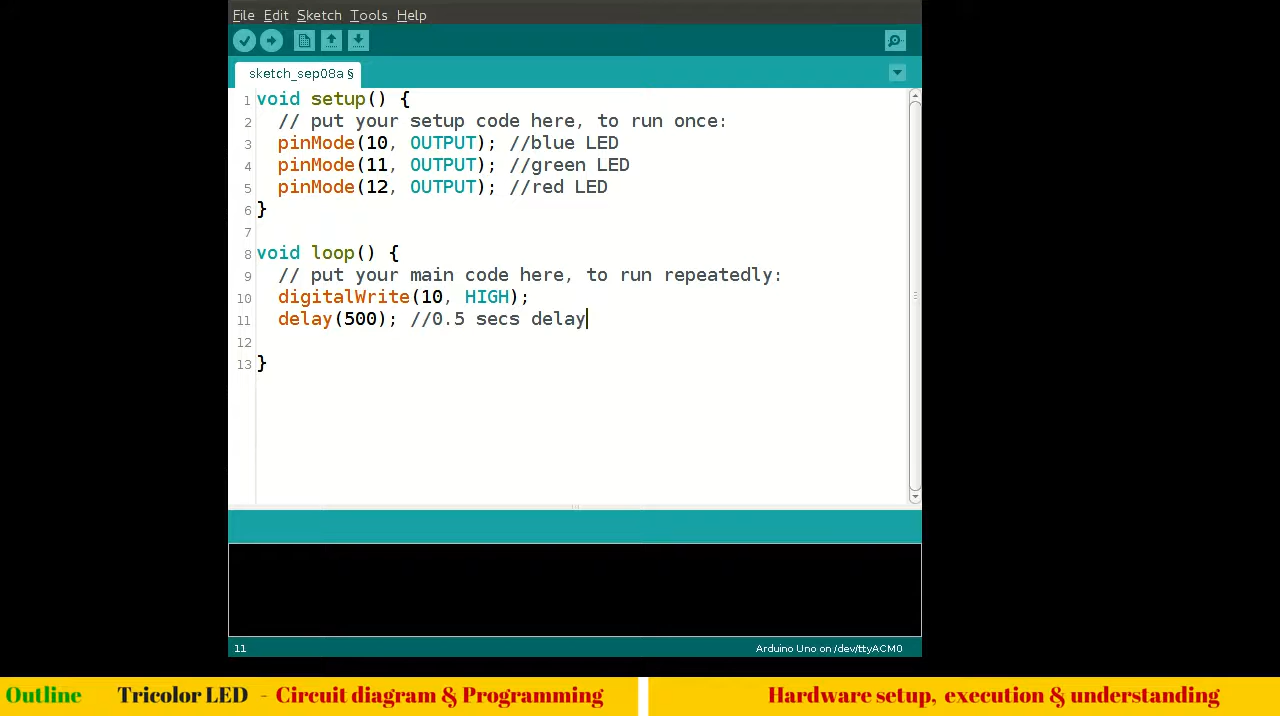 File Edit Sketch Tools Help
sketch_sep08a §
1 void setup() {
2 // put your setup code here, to run once:
3 pinMode(10, OUTPUT); //blue LED
4 pinMode(11, OUTPUT); //green LED
5 pinMode(12, OUTPUT); //red LED
6 }
7
8 void loop() {
9 // put your main code here, to run repeatedly:
10 digitalWrite(10, HIGH);
11 delay(500); //0.5 secs delay
12
13 }
11 Arduino Uno on /dev/ttyACM0
Outline Tricolor LED - Circuit diagram & Programming Hardware setup, execution & understanding